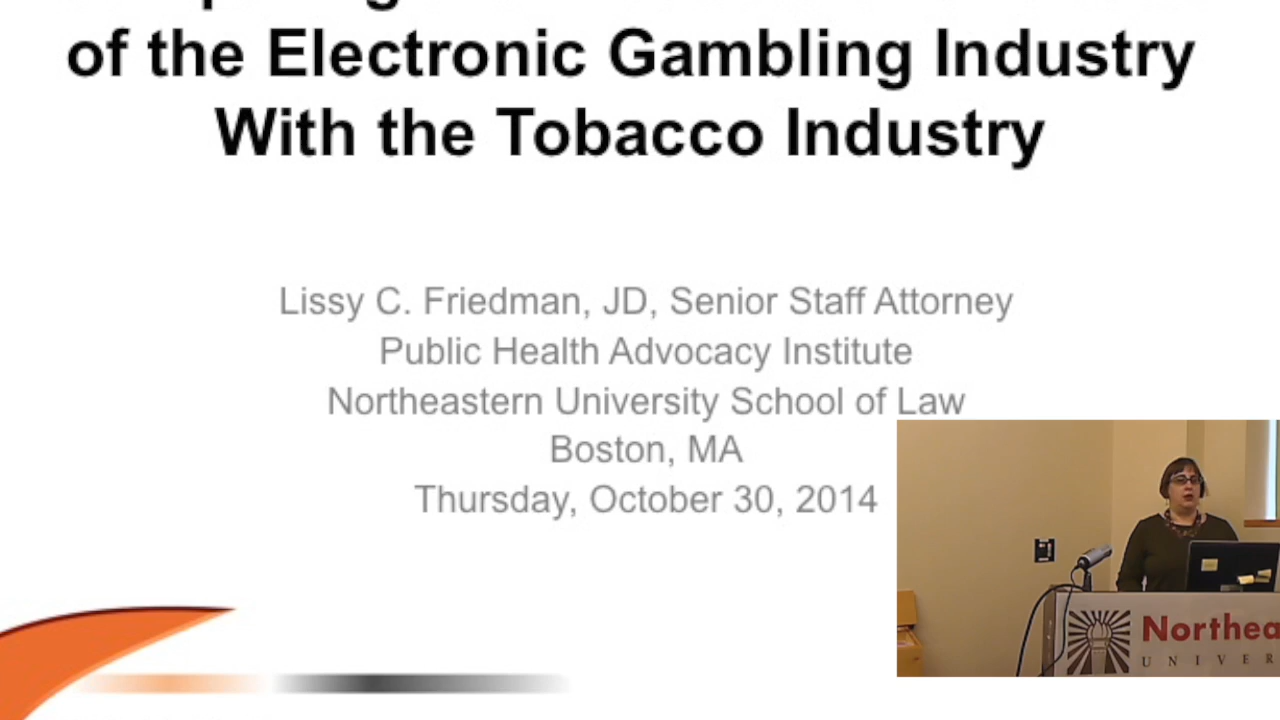 of the Electronic Gambling Industry
With the Tobacco Industry
Lissy C. Friedman, JD, Senior Staff Attorney
Public Health Advocacy Institute
Northeastern University School of Law
Boston, MA
Thursday, October 30, 2014
Northea
UNIVER